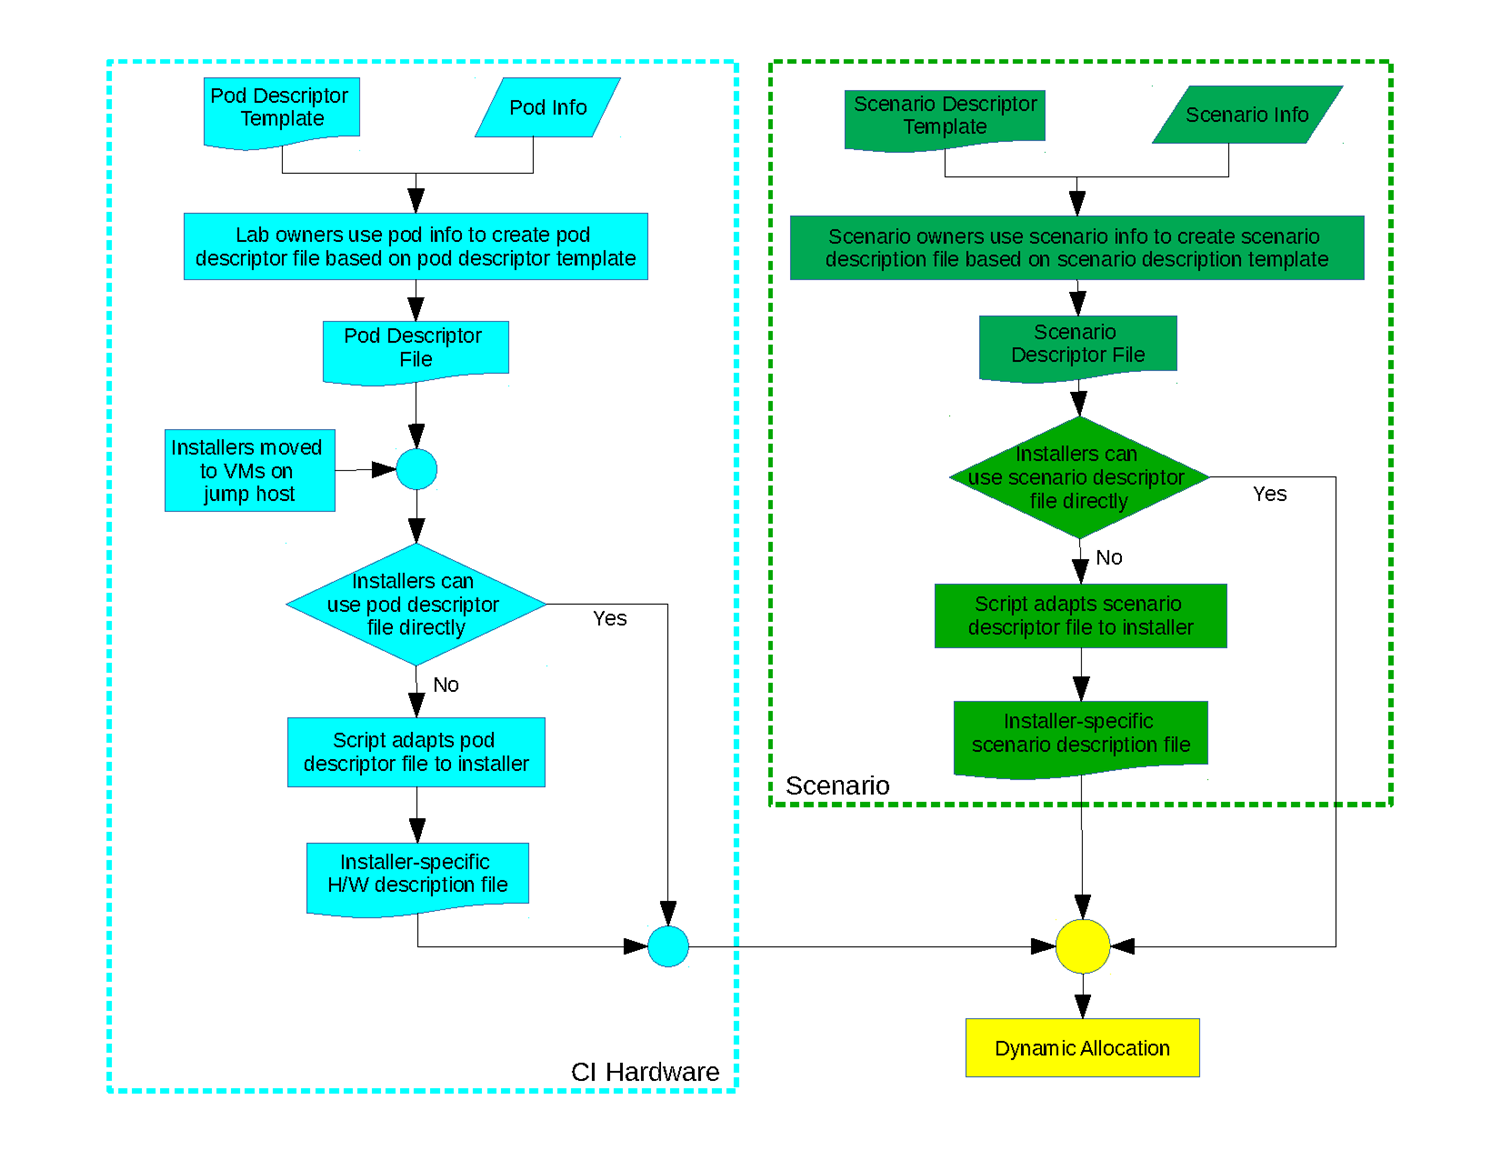 Pod Descriptor
Template
Pod Info
Lab owners use pod info to create pod
descriptor file based on pod descriptor template
Pod Descriptor
File
Installers moved
to VMs on
jump host
Installers can
use pod descriptor
file directly
Yes
No
Script adapts pod
descriptor file to installer
Installer-specific
H/W description file
CI Hardware
Scenario Descriptor
Template
Scenario Info
Scenario owners use scenario info to create scenario
description file based on scenario description template
Scenario
Descriptor File
Installers can
use scenario descriptor
file directly
Yes
No
Script adapts scenario
descriptor file to installer
Installer-specific
scenario description file
Scenario
Dynamic Allocation